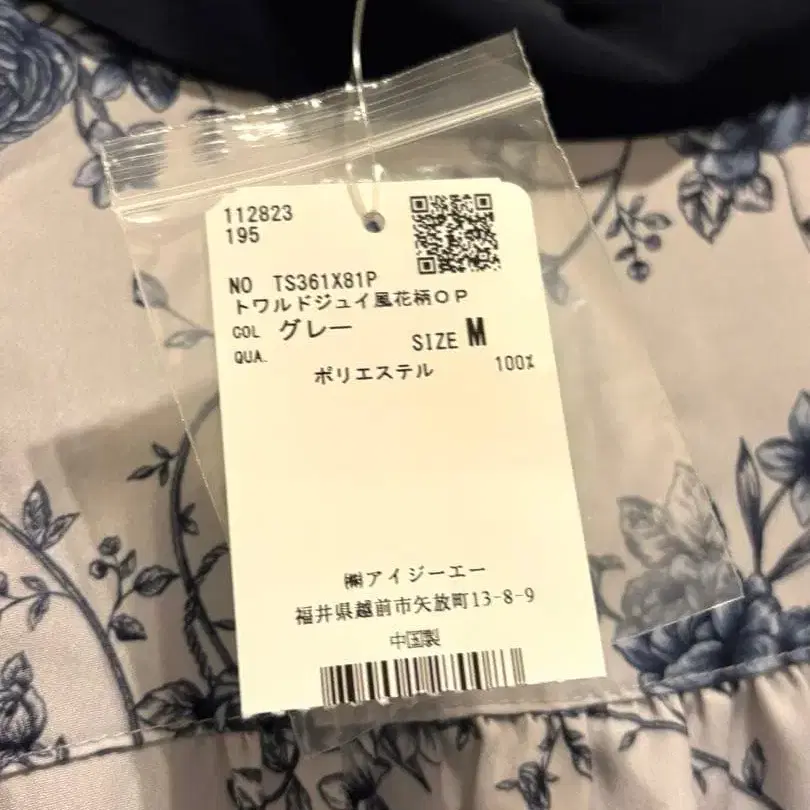 112823
195
NO TS361X81P
トワルドジュイ風花柄OP
COL グレー
SIZE M
QUA.
ポリエステル 100%
㈱アイジーエー
福井県越前市矢放町13-8-9
中国製